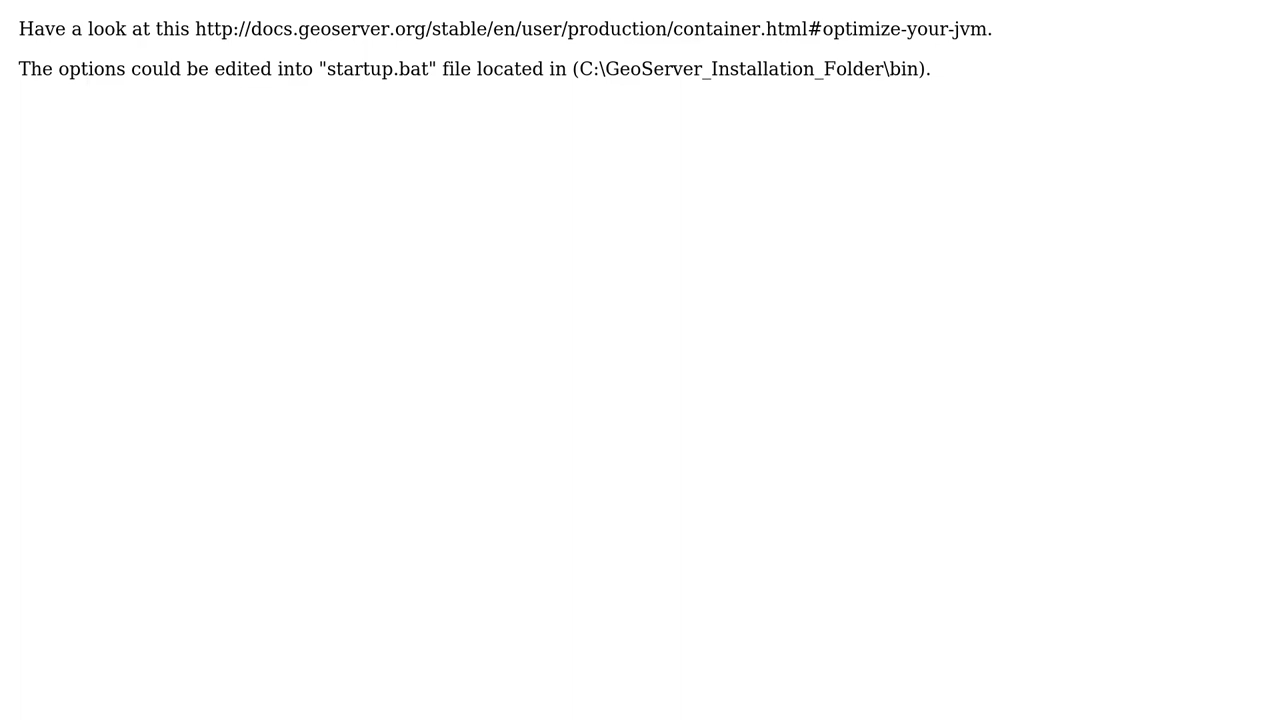 Have a look at this http://docs.geoserver.org/stable/en/user/production/container.html#optimize-your-jvm.
The options could be edited into "startup.bat" file located in (C:\GeoServer_Installation_Folder\bin).